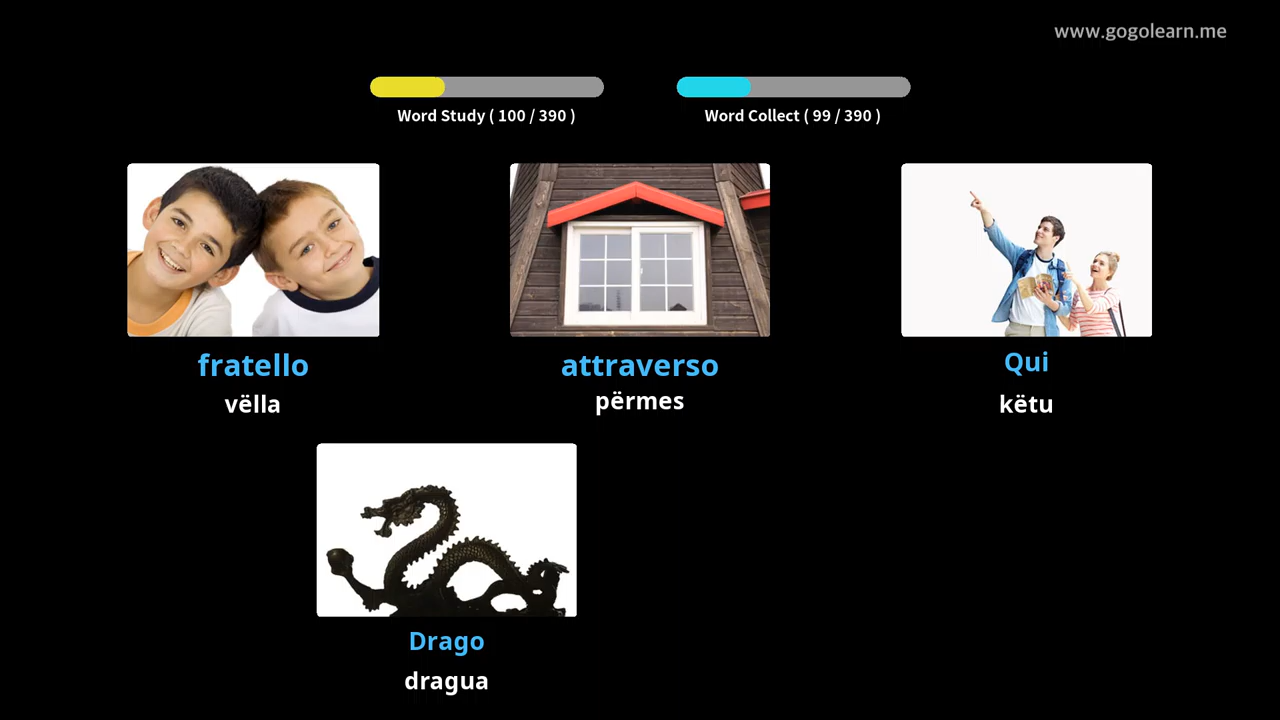 www.gogolearn.me
Word Study ( 100 / 390 )
Word Collect ( 99 / 390 )
fratello
vëlla
attraverso
përmes
Qui
këtu
Drago
dragua